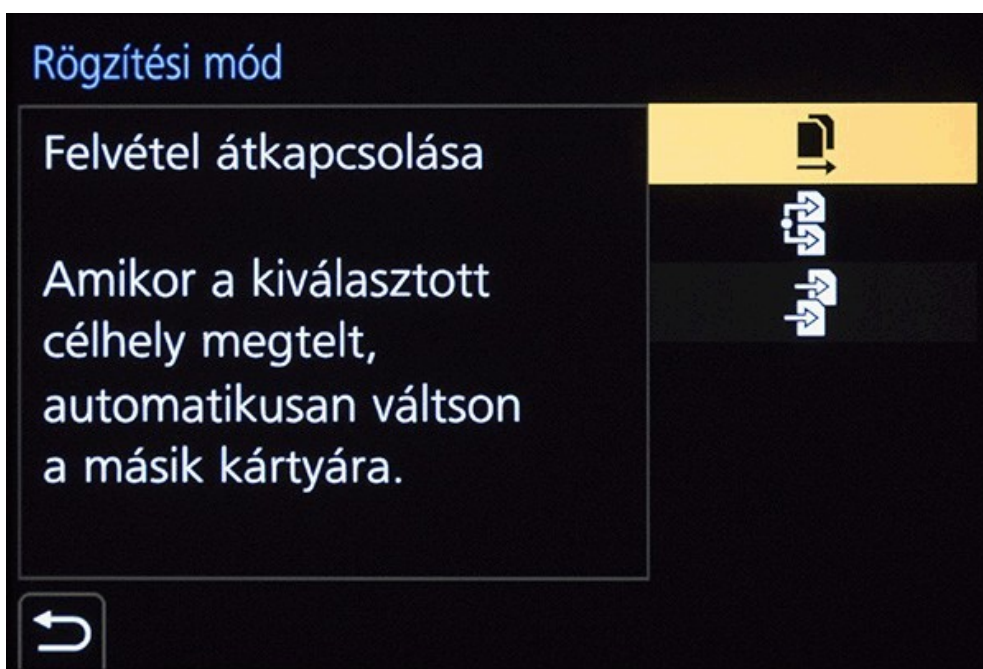 Rögzítési mód
Felvétel átkapcsolása
Amikor a kiválasztott
célhely megtelt,
automatikusan váltson
a másik kártyára.